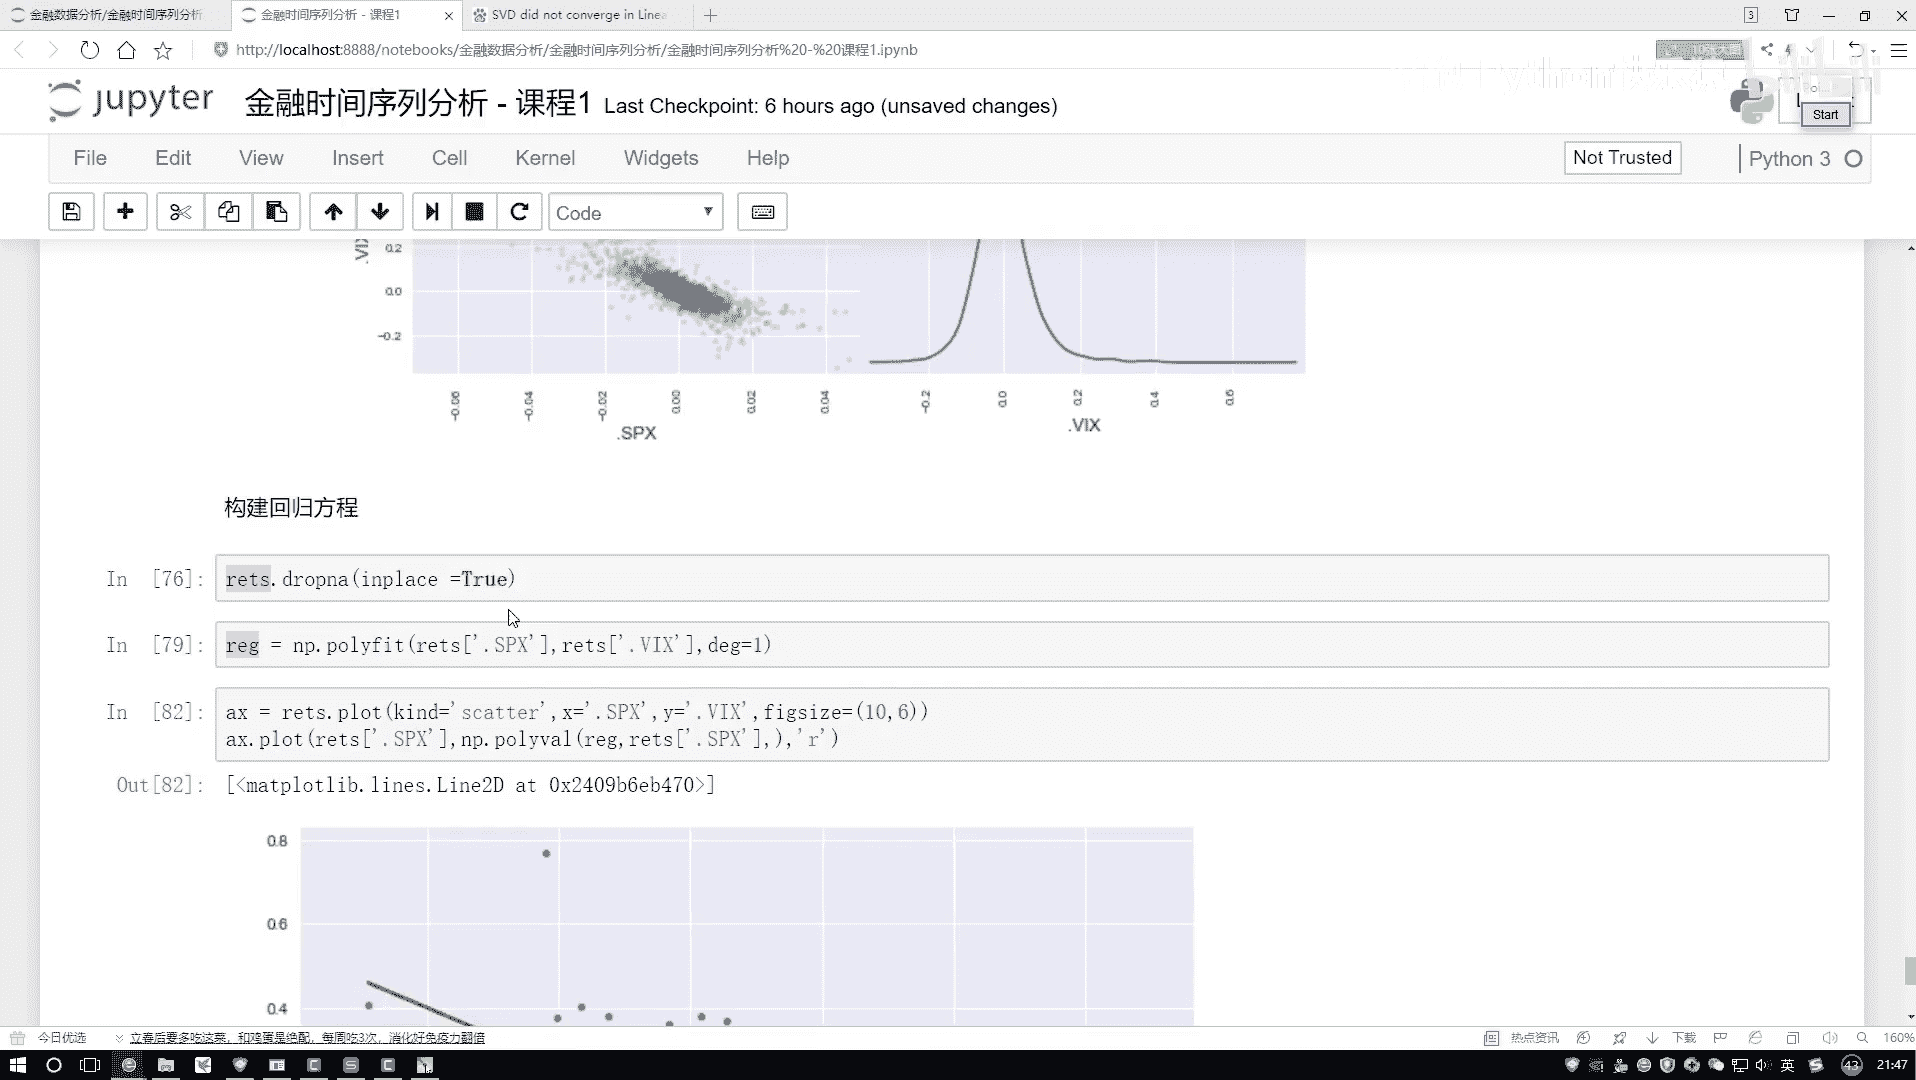 金融数据分析/金融时间序列分析
金融时间序列分析 - 课程1
SVD did not converge in Linea
3
http://localhost:8888/notebooks/金融数据分析/金融时间序列分析/金融时间序列分析%20-%20课程1.ipynb
jupyter 金融时间序列分析 - 课程1 Last Checkpoint: 6 hours ago (unsaved changes)
Start
File Edit View Insert Cell Kernel Widgets Help
Not Trusted
Python 3
Code
.VIX
0.2
0.0
-0.2
-0.06 -0.04 -0.02 0.00 0.02 0.04
-0.2 0.0 0.2 0.4 0.6
.SPX
.VIX
构建回归方程
In [76]: rets.dropna(inplace =True)
In [79]: reg = np.polyfit(rets['.SPX'],rets['.VIX'],deg=1)
In [82]: ax = rets.plot(kind='scatter',x='.SPX',y='.VIX',figsize=(10,6))
ax.plot(rets['.SPX'],np.polyval(reg,rets['.SPX'],),'r')
Out[82]: [<matplotlib.lines.Line2D at 0x2409b6eb470>]
0.8
0.6
0.4
今日优选
立春后要多吃这菜，和鸡蛋是绝配，每周吃3次，消化好免疫力翻倍
热点资讯
下载
160%
英
43
21:47